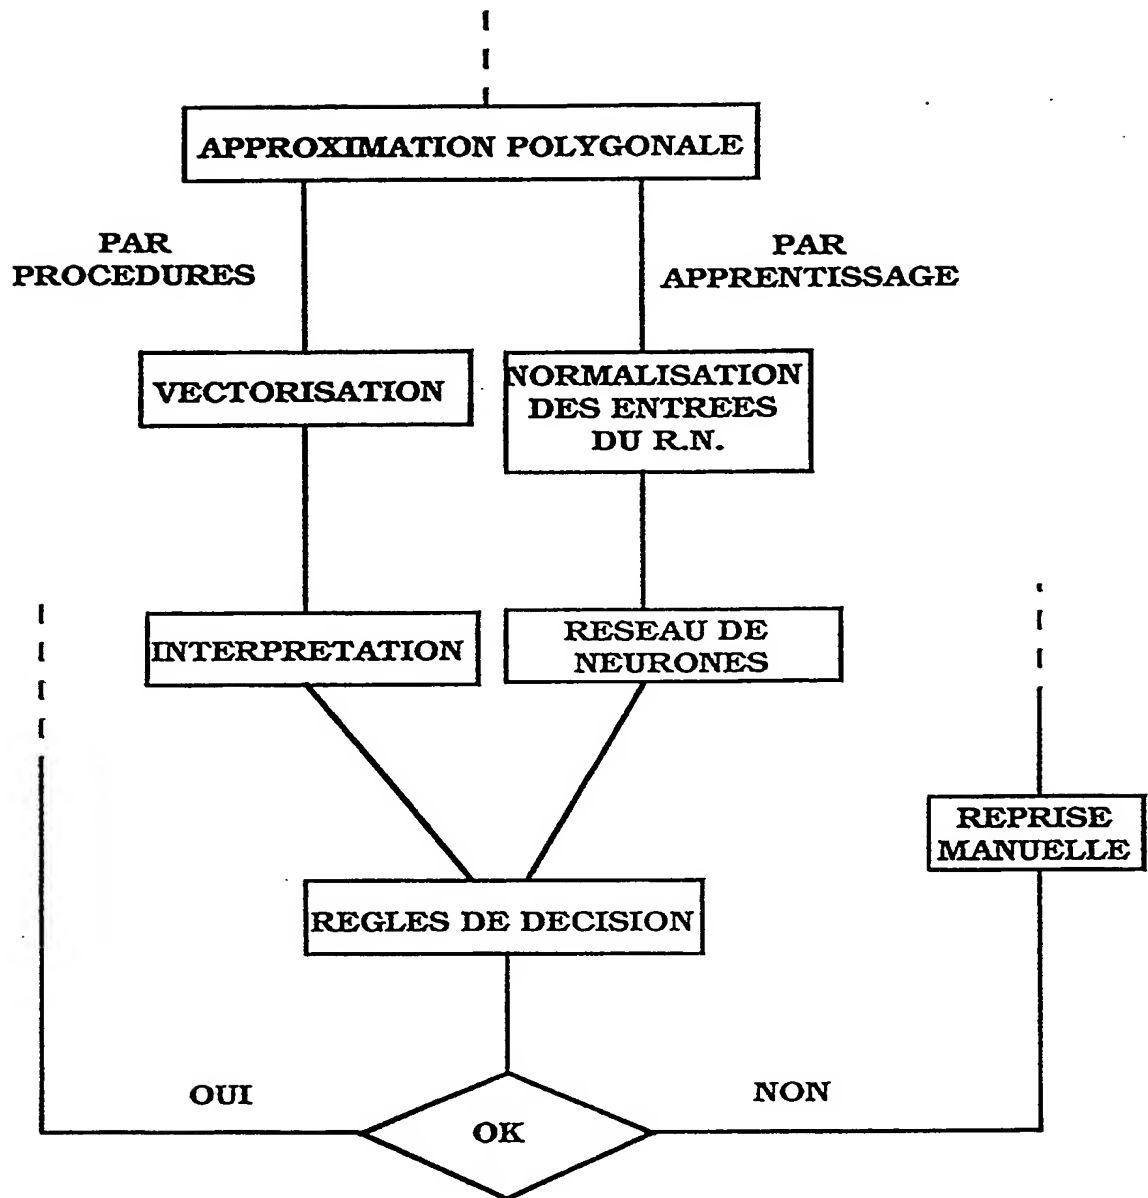 APPROXIMATION POLYGONALE
PAR
PROCEDURES
PAR
APPRENTISSAGE
VECTORISATION
NORMALISATION
DES ENTREES
DU R.N.
INTERPRETATION
RESEAU DE
NEURONES
REPRISE
MANUELLE
REGLES DE DECISION
OUI
NON
OK